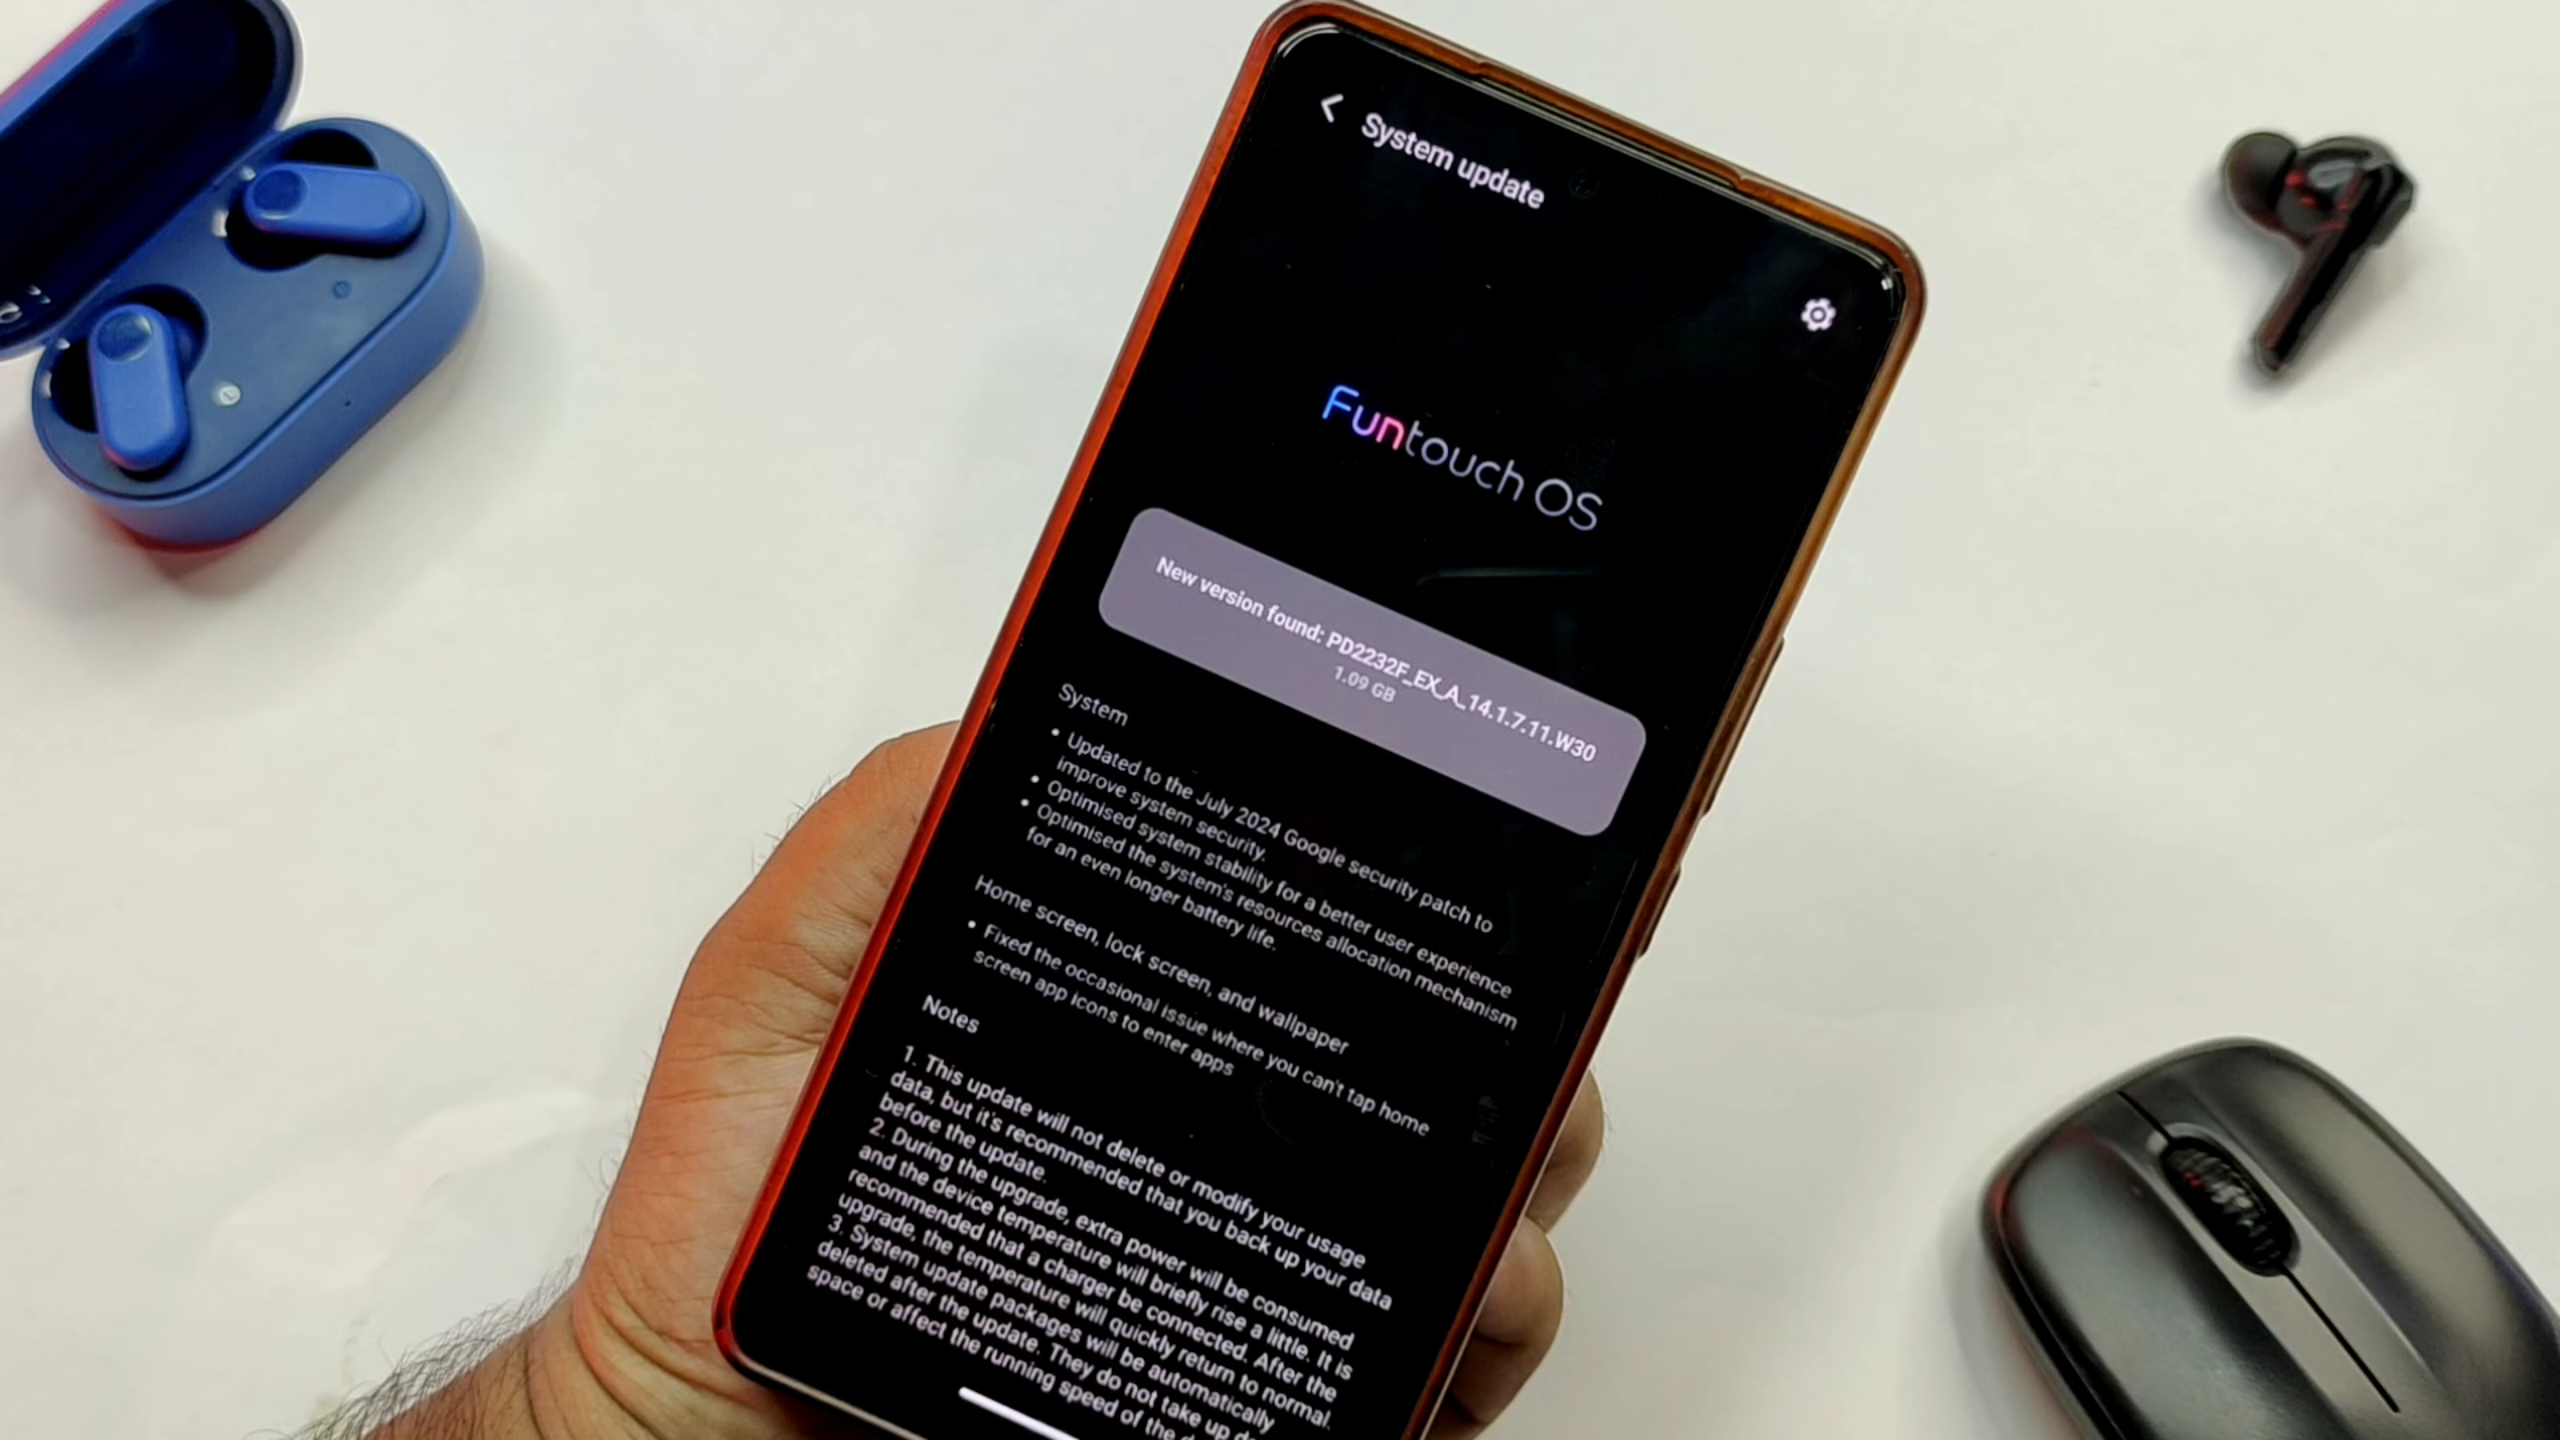 System update
Funtouch OS
New version found: PD2232F_EX_A_14.1.7.11.W30
1.09 GB
System
• Updated to the July 2024 Google security patch to
improve system security.
• Optimised system stability for a better user experience
• Optimised the system's resources allocation mechanism
for an even longer battery life.
Home screen, lock screen, and wallpaper
• Fixed the occasional issue where you can't tap home
screen app icons to enter apps
Notes
1. This update will not delete or modify your usage
data, but it's recommended that you back up your data
before the update.
2. During the upgrade, extra power will be consumed
and the device temperature will briefly rise a little. It is
recommended that a charger be connected. After the
upgrade, the temperature will quickly return to normal.
3. System update packages will be automatically
deleted after the update. They do not take up
space or affect the running speed of the